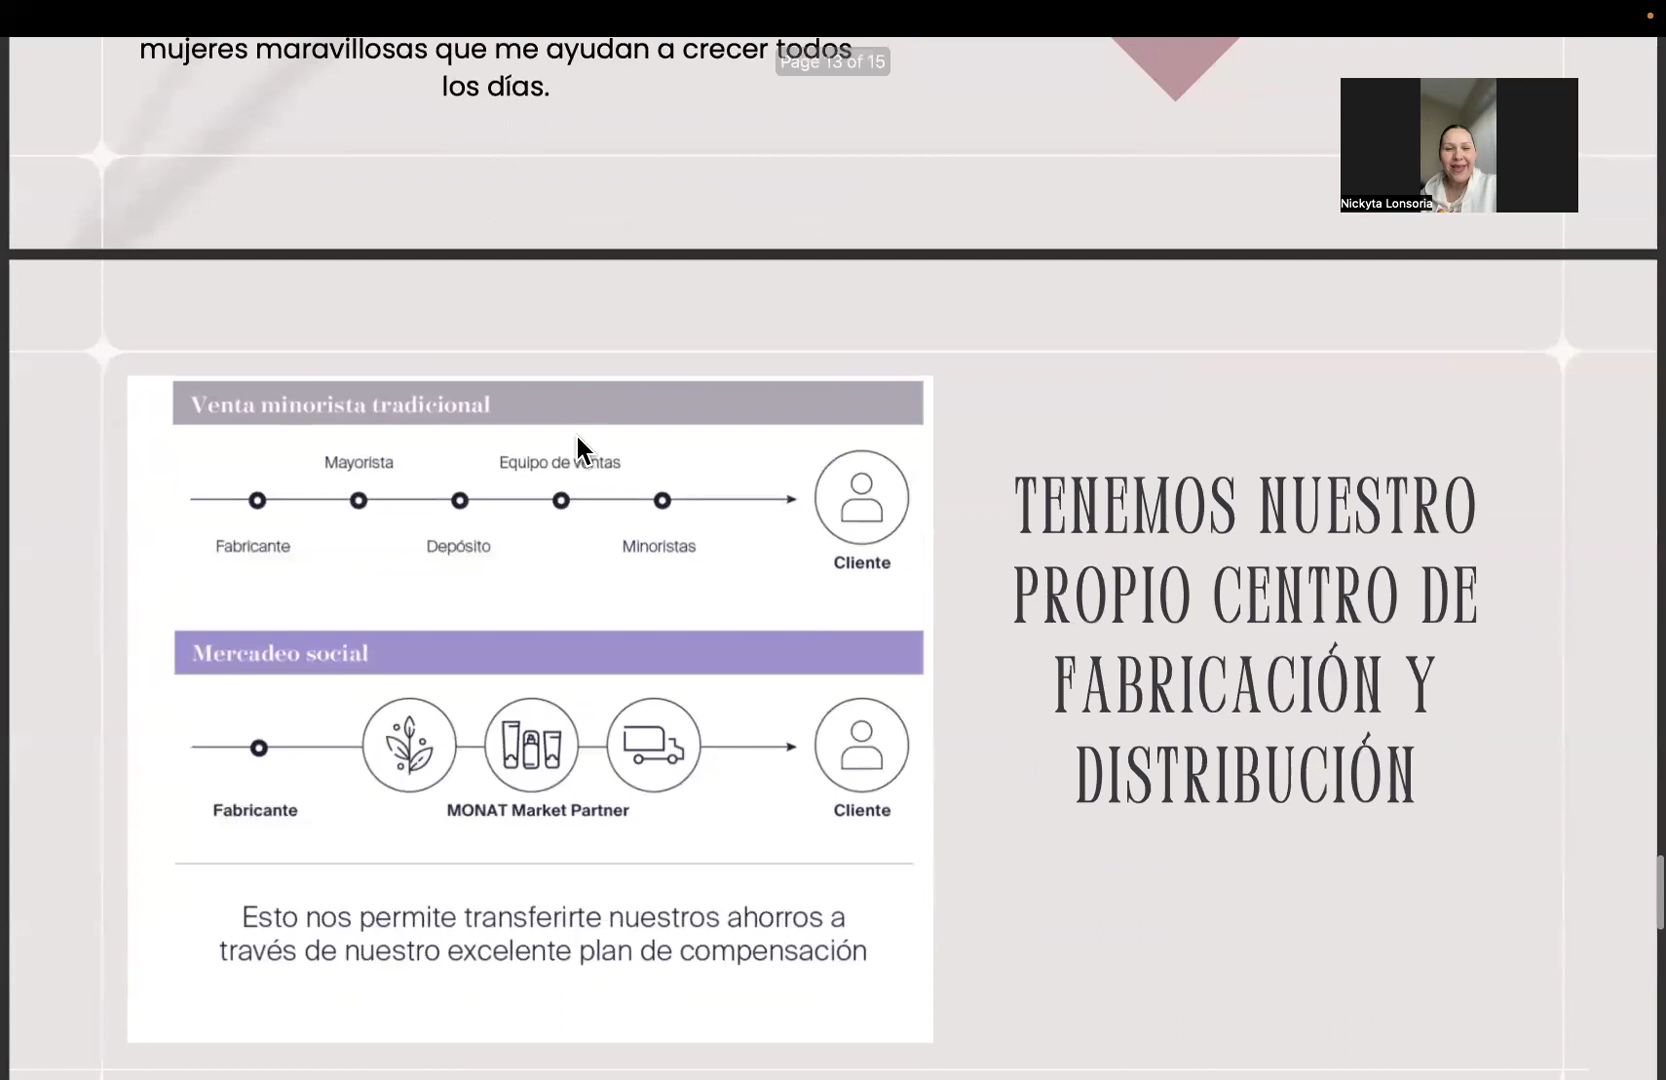 mujeres maravillosas que me ayudan a crecer todos
los días.
Page 13 of 15
Nickyta Lonsoria
Venta minorista tradicional
Mayorista
Equipo de ventas
Fabricante
Depósito
Minoristas
Cliente
Mercadeo social
Fabricante
MONAT Market Partner
Cliente
Esto nos permite transferirte nuestros ahorros a
través de nuestro excelente plan de compensación
TENEMOS NUESTRO
PROPIO CENTRO DE
FABRICACIÓN Y
DISTRIBUCIÓN